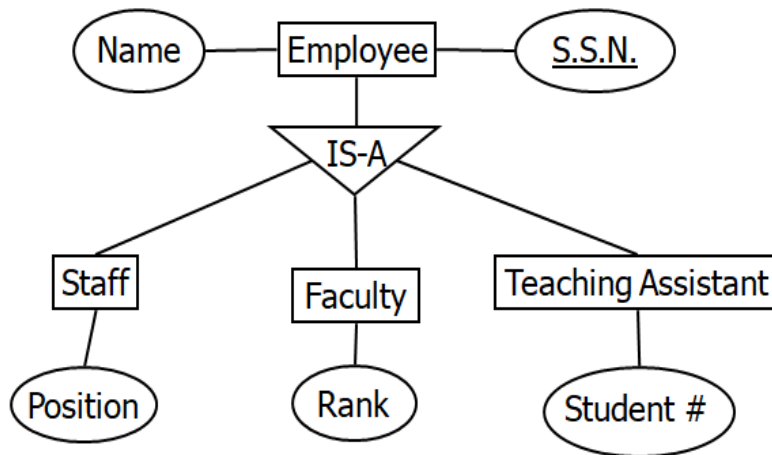 Name
Employee
S.S.N.
IS-A
Staff
Faculty
Teaching Assistant
Position
Rank
Student #